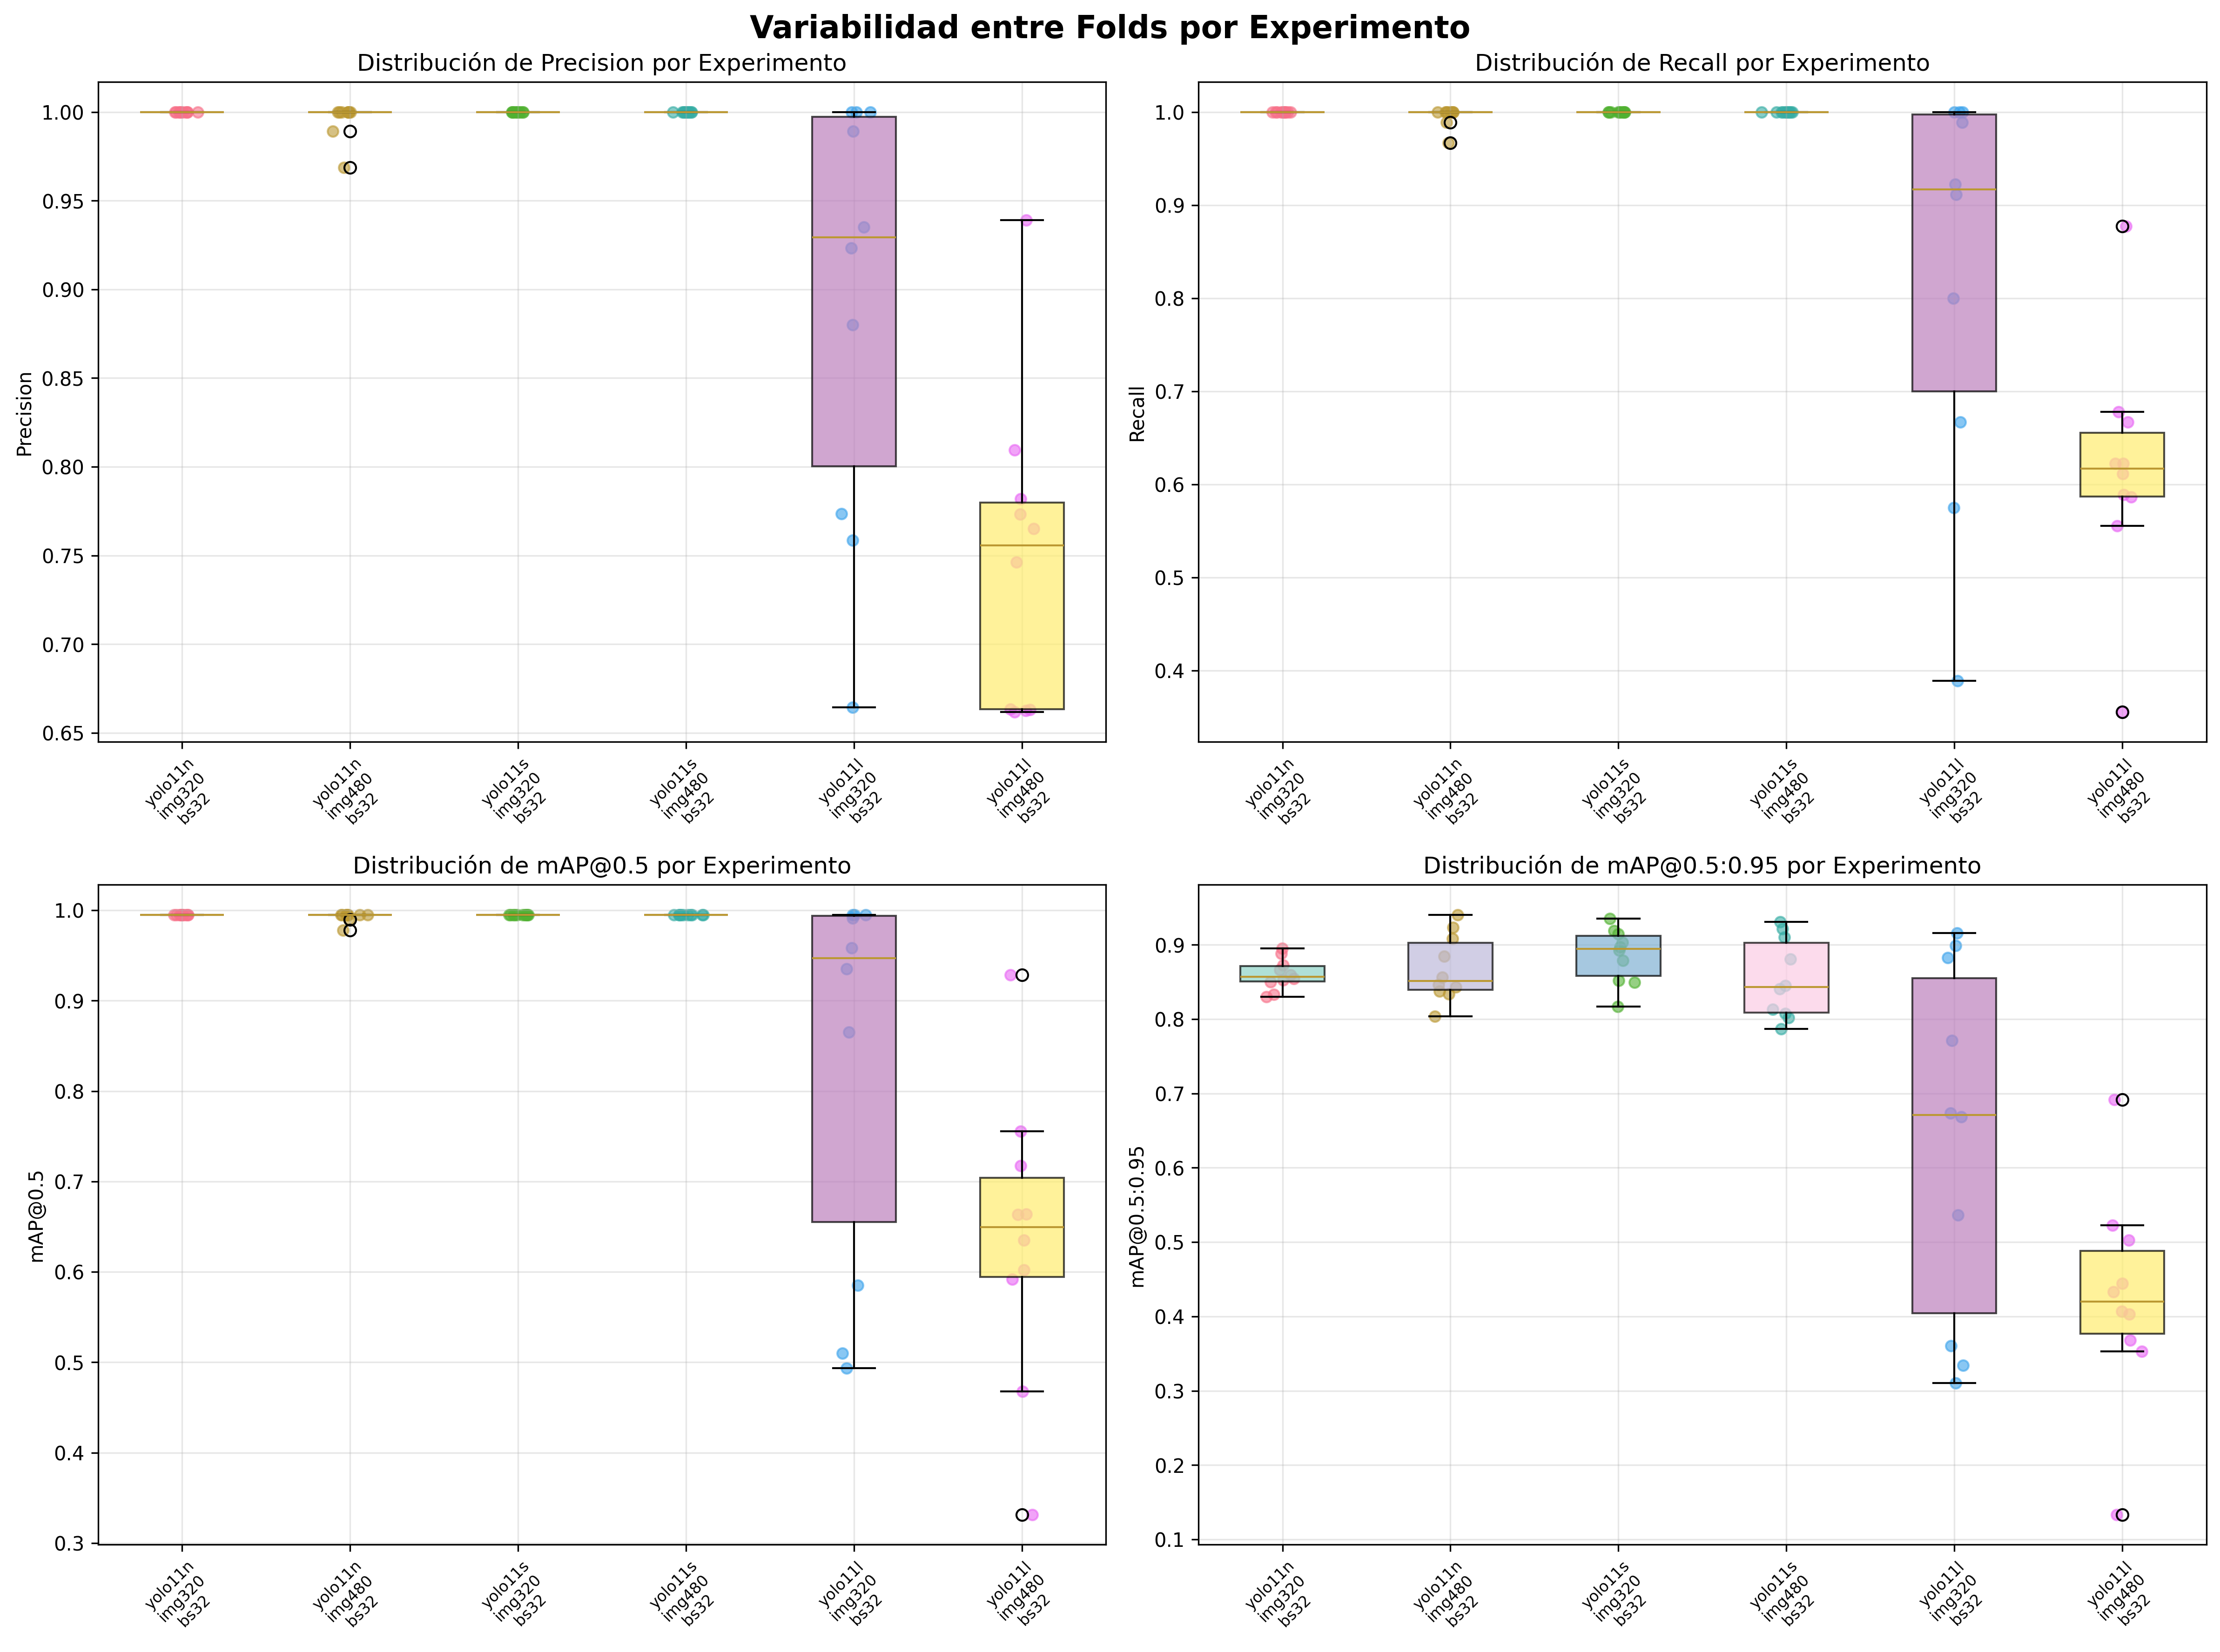 Variabilidad entre Folds por Experimento
Distribución de Precision por Experimento
Precision
1.00
0.95
0.90
0.85
0.80
0.75
0.70
0.65
yolo11n
img320
bs32
yolo11n
img480
bs32
yolo11s
img320
bs32
yolo11s
img480
bs32
yolo11l
img320
bs32
yolo11l
img480
bs32
Distribución de Recall por Experimento
Recall
1.0
0.9
0.8
0.7
0.6
0.5
0.4
yolo11n
img320
bs32
yolo11n
img480
bs32
yolo11s
img320
bs32
yolo11s
img480
bs32
yolo11l
img320
bs32
yolo11l
img480
bs32
Distribución de mAP@0.5 por Experimento
mAP@0.5
1.0
0.9
0.8
0.7
0.6
0.5
0.4
0.3
yolo11n
img320
bs32
yolo11n
img480
bs32
yolo11s
img320
bs32
yolo11s
img480
bs32
yolo11l
img320
bs32
yolo11l
img480
bs32
Distribución de mAP@0.5:0.95 por Experimento
mAP@0.5:0.95
0.9
0.8
0.7
0.6
0.5
0.4
0.3
0.2
0.1
yolo11n
img320
bs32
yolo11n
img480
bs32
yolo11s
img320
bs32
yolo11s
img480
bs32
yolo11l
img320
bs32
yolo11l
img480
bs32